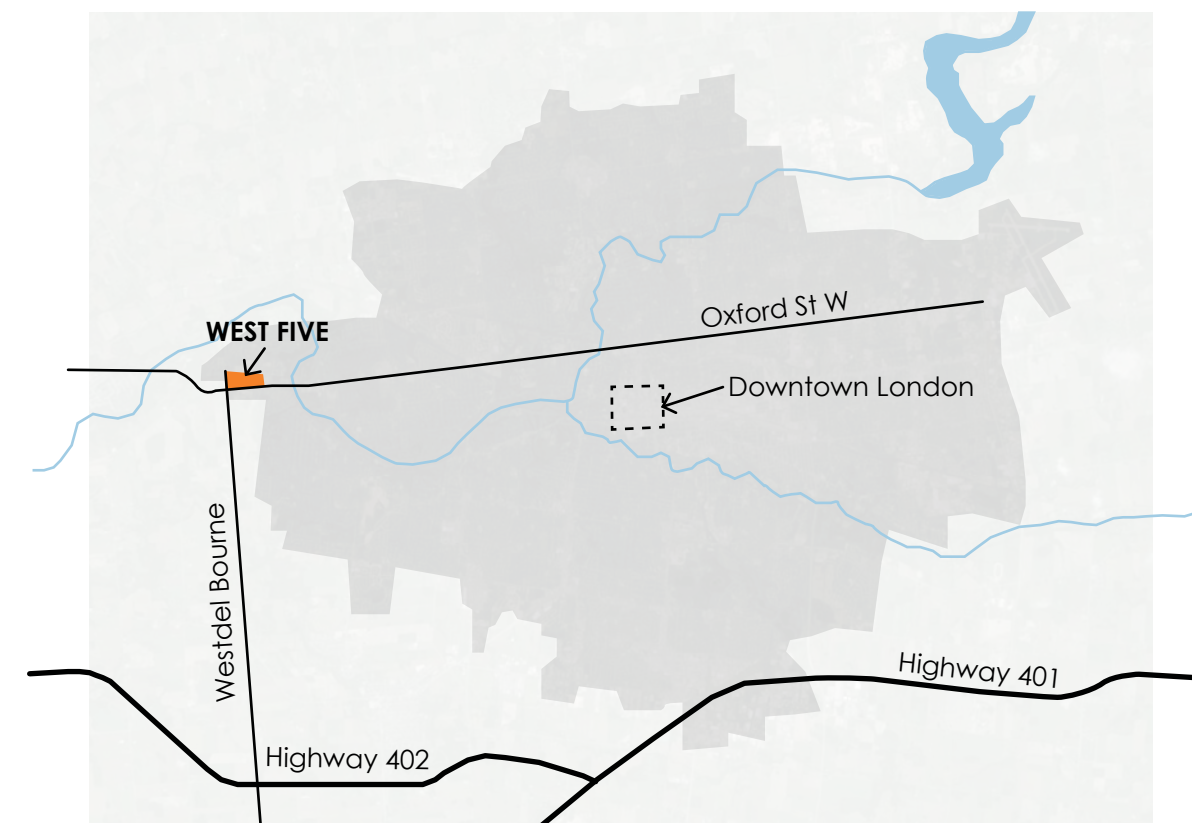 Oxford St W
WEST FIVE
Downtown London
Westdel Bourne
Highway 401
Highway 402